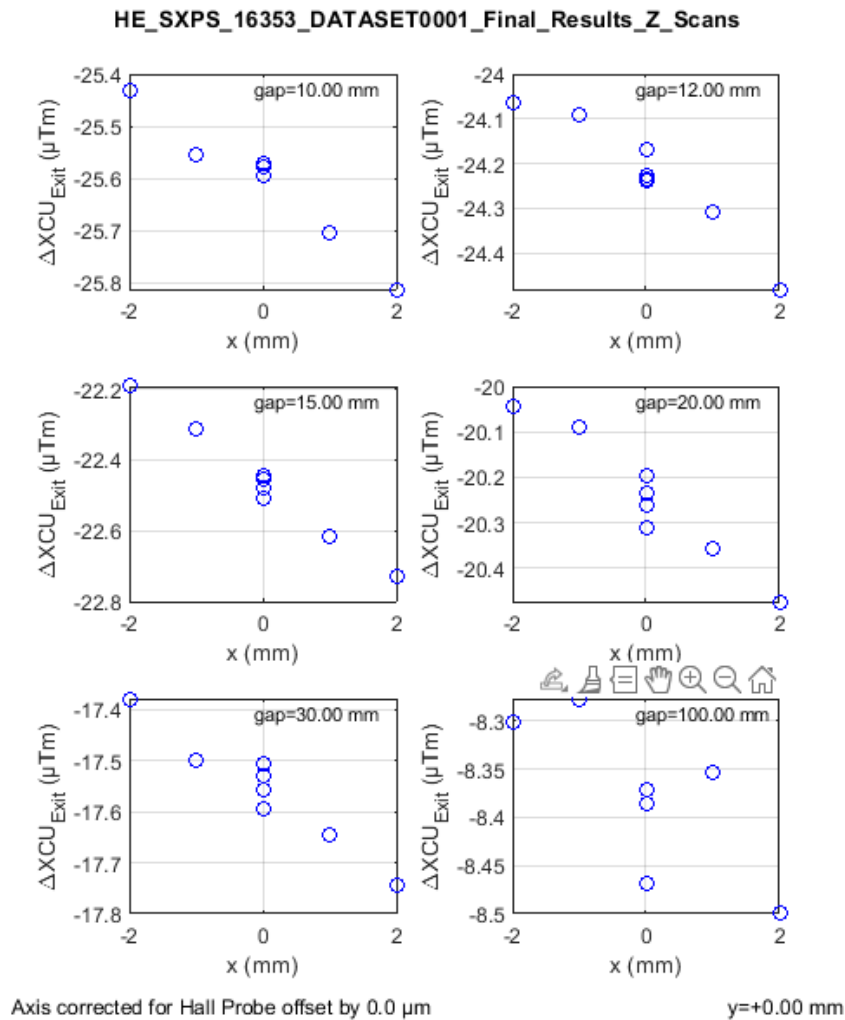 HE_SXPS_16353_DATASET0001_Final_Results_Z_Scans
gap=10.00 mm
-25.4
-25.5
-25.6
-25.7
-25.8
ΔXCU_Exit (µTm)
-2 0 2
x (mm)
gap=12.00 mm
-24
-24.1
-24.2
-24.3
-24.4
ΔXCU_Exit (µTm)
-2 0 2
x (mm)
gap=15.00 mm
-22.2
-22.4
-22.6
-22.8
ΔXCU_Exit (µTm)
-2 0 2
x (mm)
gap=20.00 mm
-20
-20.1
-20.2
-20.3
-20.4
ΔXCU_Exit (µTm)
-2 0 2
x (mm)
gap=30.00 mm
-17.4
-17.5
-17.6
-17.7
-17.8
ΔXCU_Exit (µTm)
-2 0 2
x (mm)
gap=100.00 mm
-8.3
-8.35
-8.4
-8.45
-8.5
ΔXCU_Exit (µTm)
-2 0 2
x (mm)
Axis corrected for Hall Probe offset by 0.0 µm
y=+0.00 mm